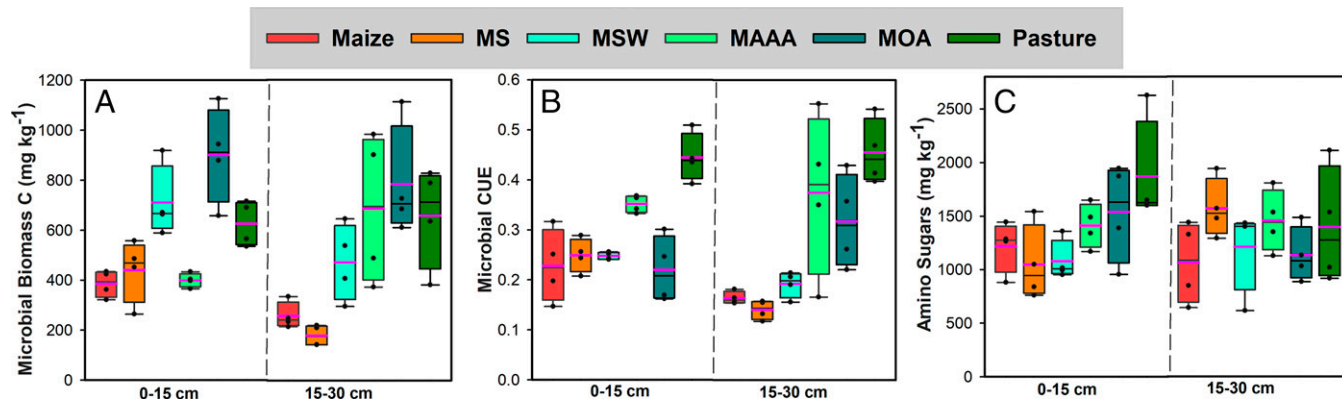 Maize MS MSW MAAA MOA Pasture
A
Microbial Biomass C (mg kg-1)
1200
1000
800
600
400
200
0
0-15 cm 15-30 cm
B
Microbial CUE
0.6
0.5
0.4
0.3
0.2
0.1
0.0
0-15 cm 15-30 cm
C
Amino Sugars (mg kg-1)
2500
2000
1500
1000
500
0
0-15 cm 15-30 cm